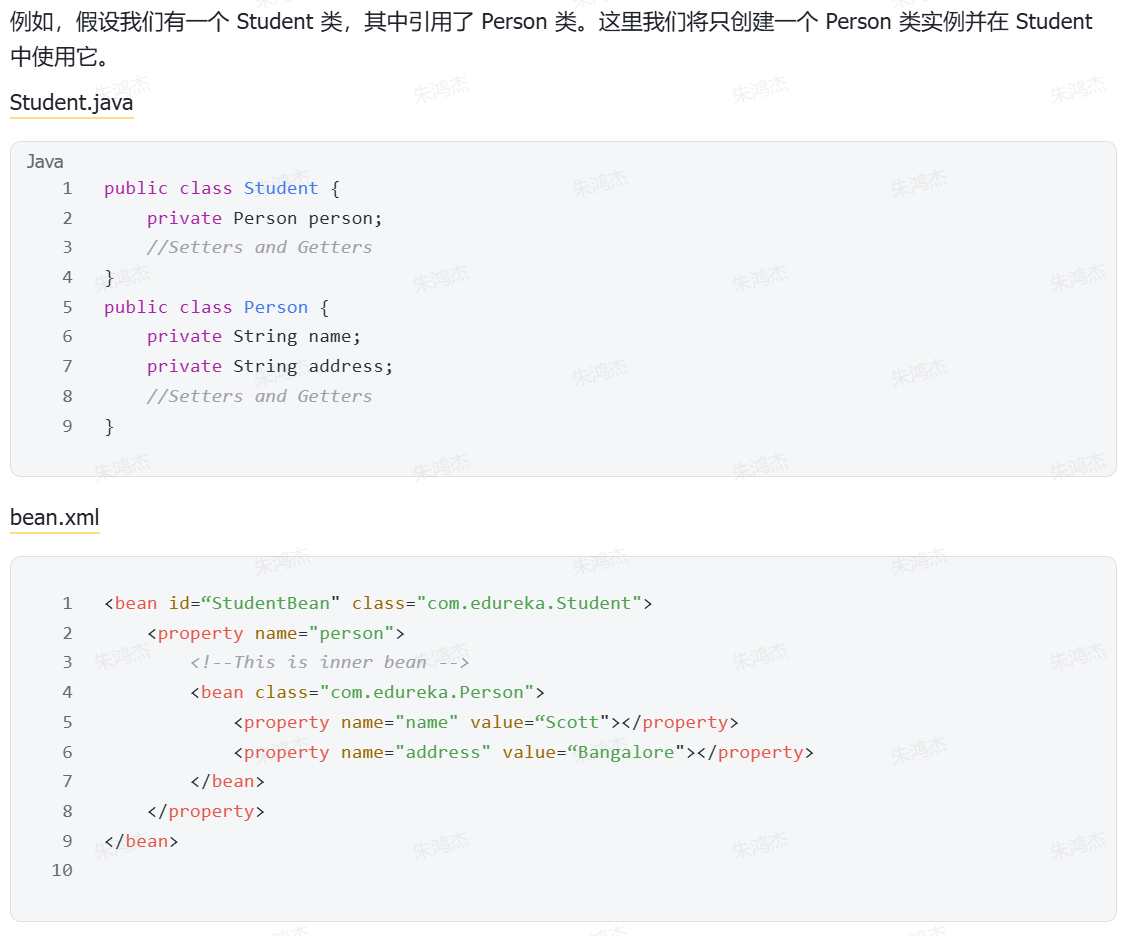 例如，假设我们有一个 Student 类，其中引用了 Person 类。这里我们将只创建一个 Person 类实例并在 Student
中使用它。
Student.java
Java
1 public class Student {
2     private Person person;
3     //Setters and Getters
4 }
5 public class Person {
6     private String name;
7     private String address;
8     //Setters and Getters
9 }
bean.xml
1 <bean id=“StudentBean" class="com.edureka.Student">
2     <property name="person">
3         <!--This is inner bean -->
4         <bean class="com.edureka.Person">
5             <property name="name" value=“Scott"></property>
6             <property name="address" value=“Bangalore"></property>
7         </bean>
8     </property>
9 </bean>
10
朱鸿杰